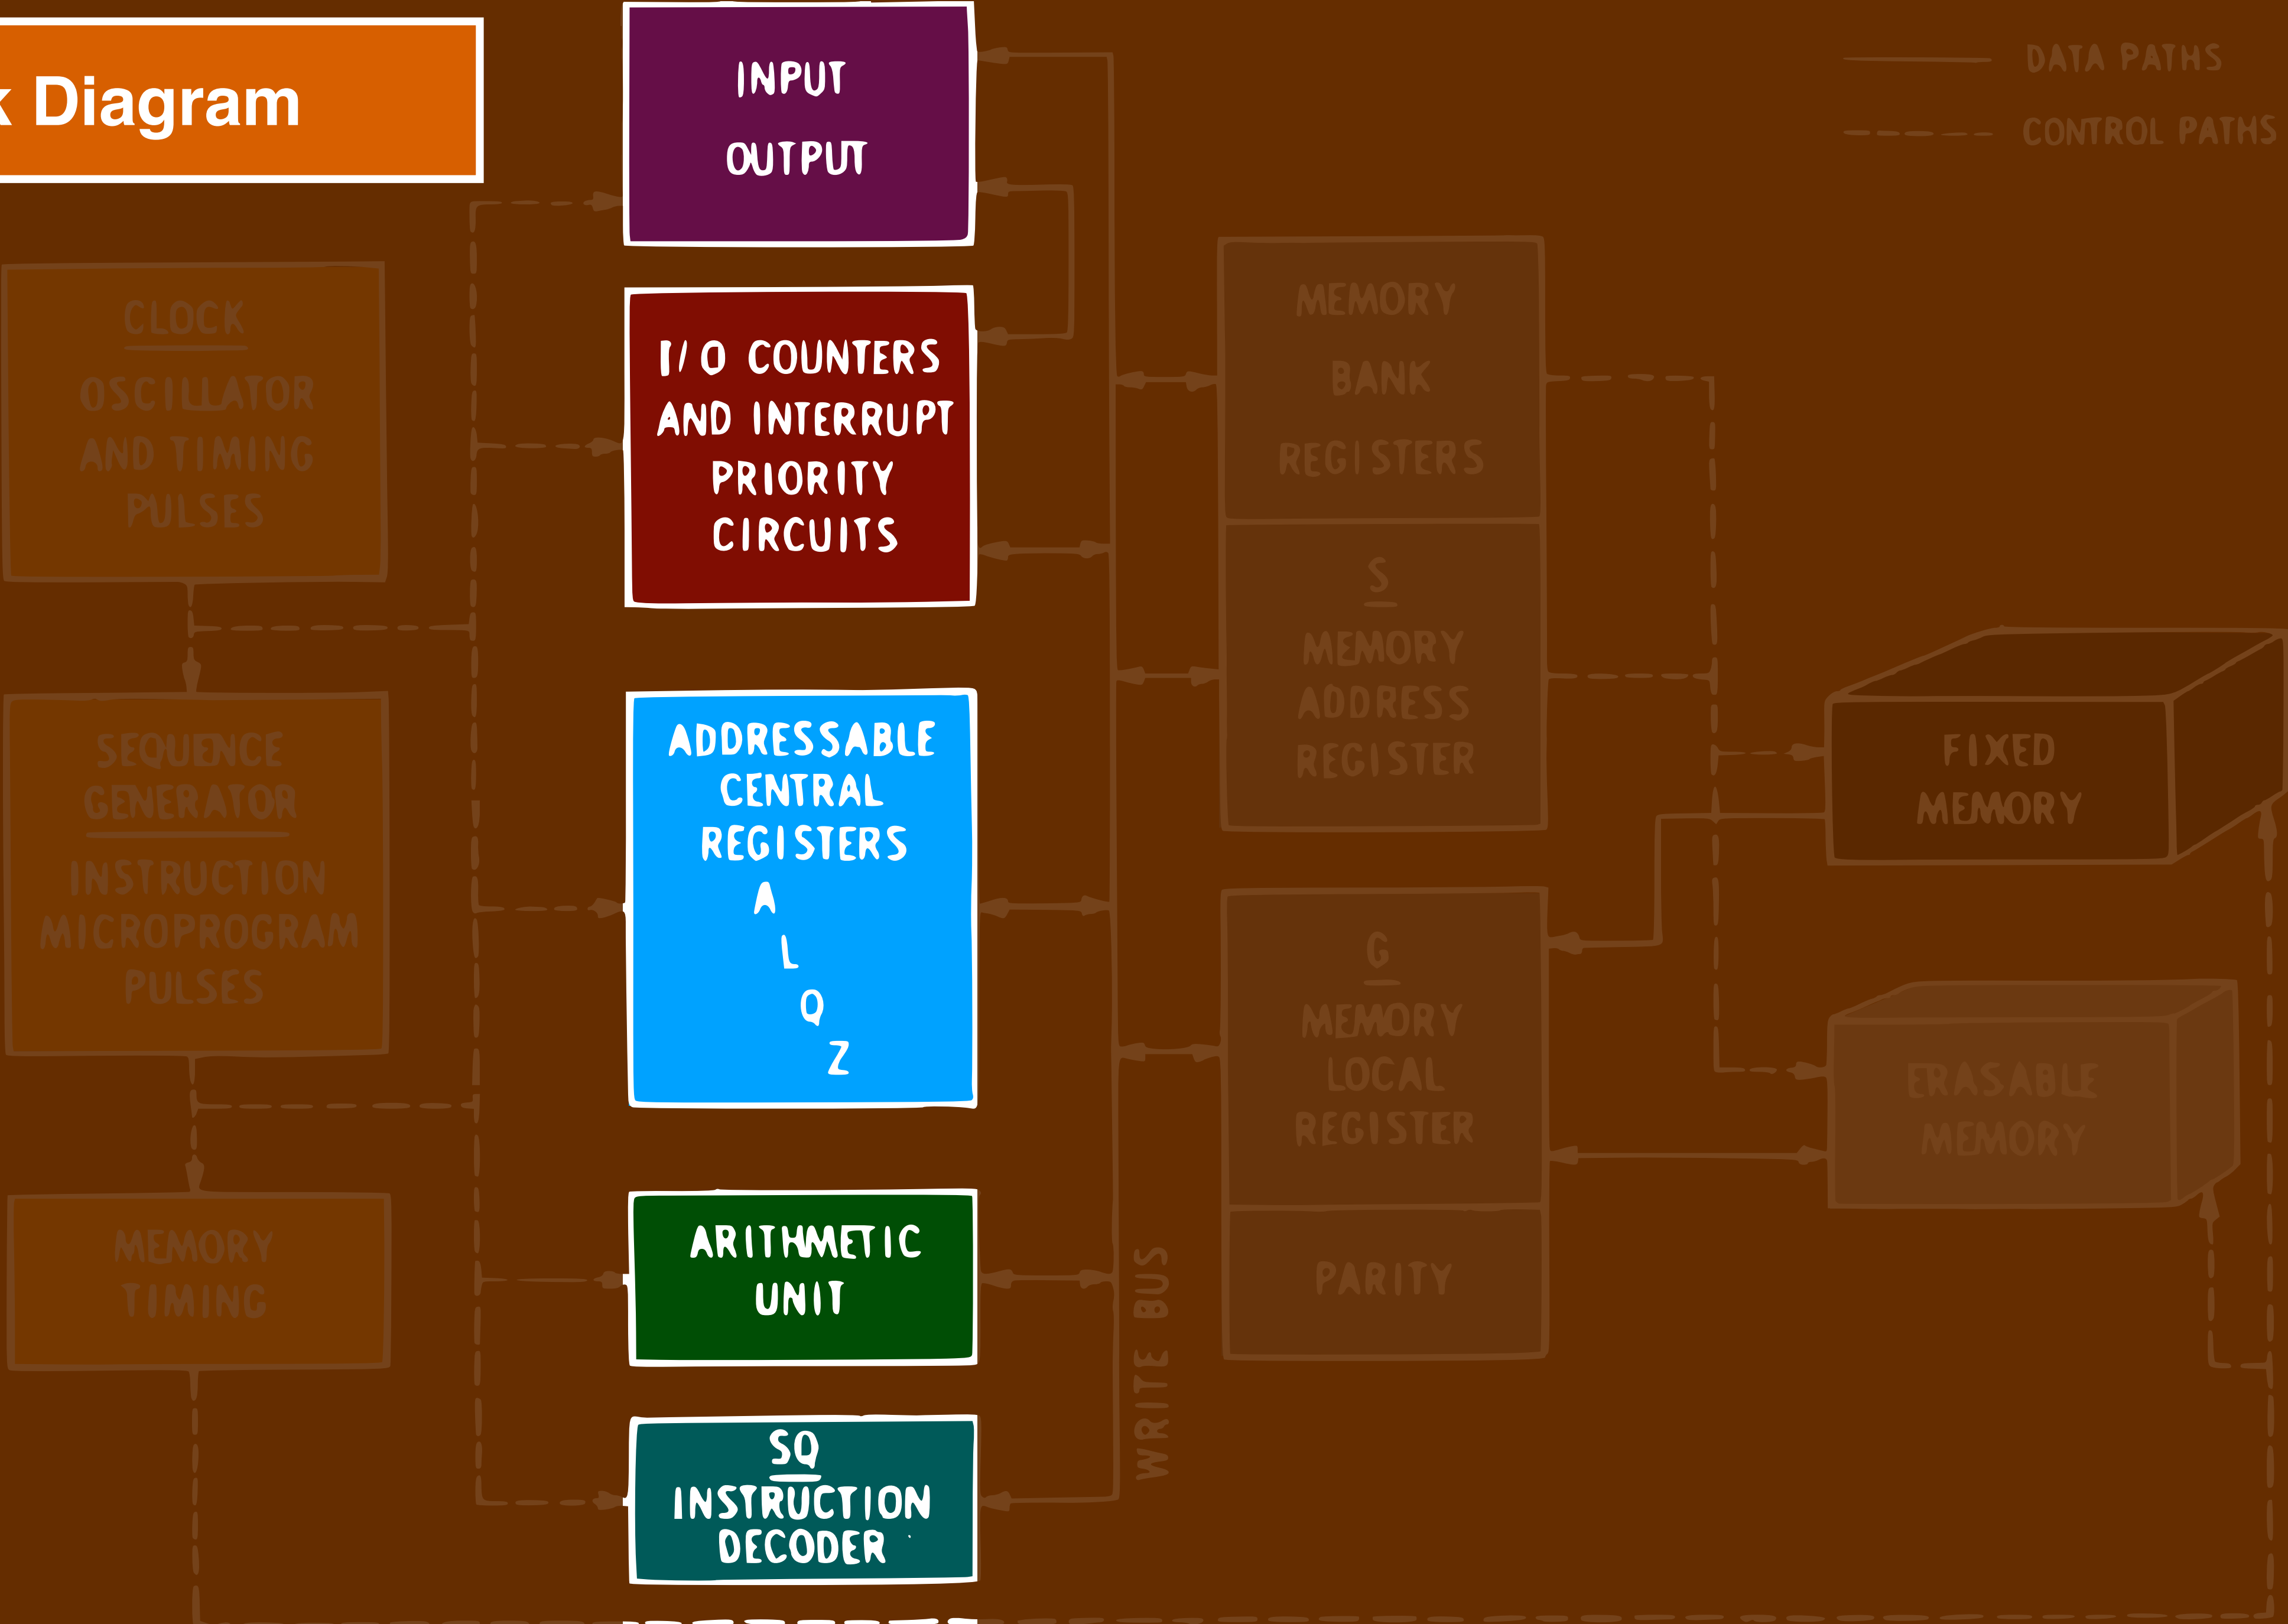 k Diagram
INPUT
OUTPUT
DATA PATHS
CONTROL PATHS
CLOCK
OSCILLATOR
AND TIMING
PULSES
I/O COUNTERS
AND INTERRUPT
PRIORITY
CIRCUITS
MEMORY
BANK
REGISTERS
S
MEMORY
ADDRESS
REGISTER
SEQUENCE
GENERATOR
INSTRUCTION
MICROPROGRAM
PULSES
ADDRESSABLE
CENTRAL
REGISTERS
A
L
Q
Z
FIXED
MEMORY
G
MEMORY
LOCAL
REGISTER
PARITY
ERASABLE
MEMORY
MEMORY
TIMING
ARITHMETIC
UNIT
WRITE BUS
SQ
INSTRUCTION
DECODER